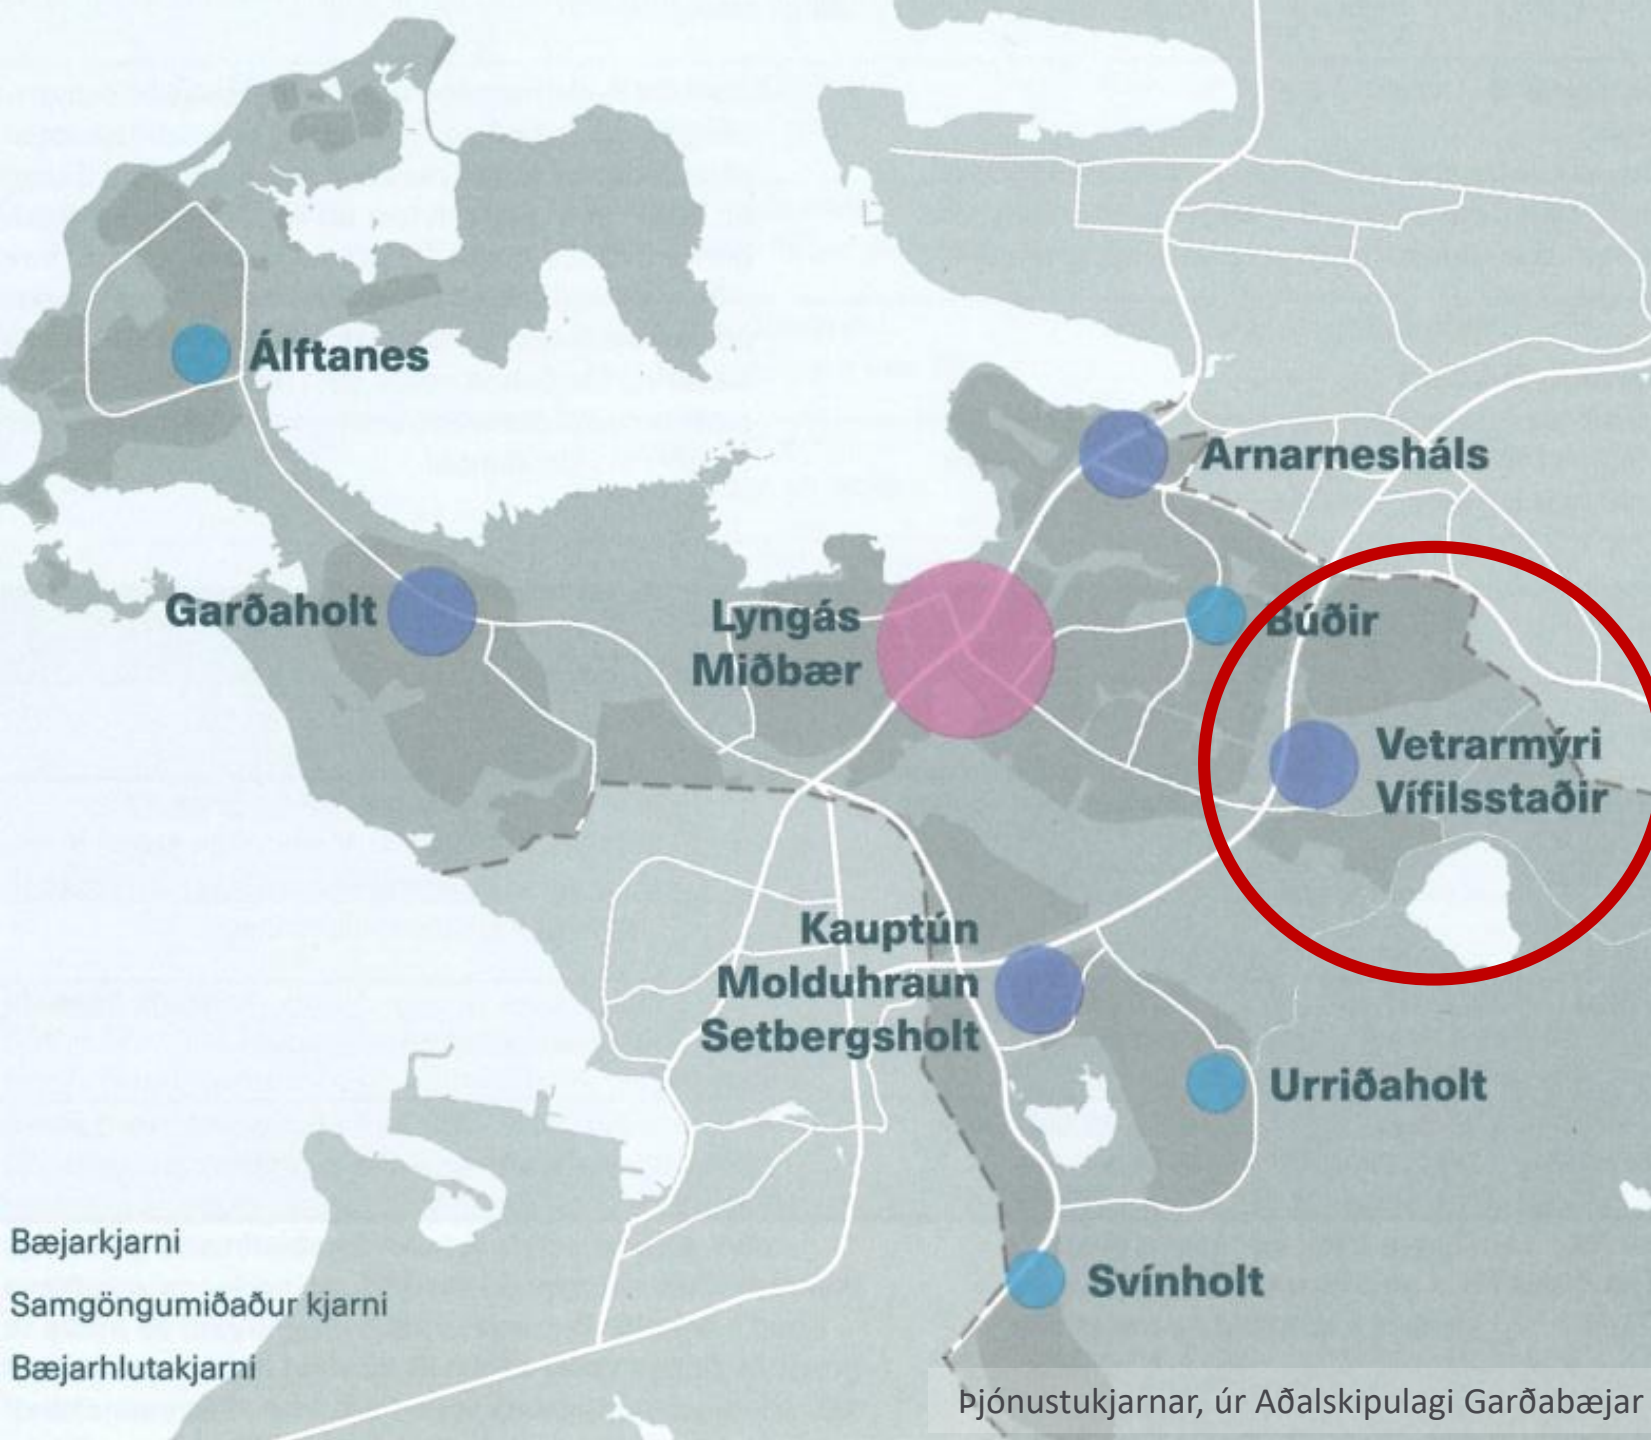 Álftanes
Arnarnesháls
Garðaholt
Lyngás
Miðbær
Búðir
Vetrarmýri
Vífilsstaðir
Kauptún
Molduhraun
Setbergsholt
Urriðaholt
Svínholt
Bæjarkjarni
Samgöngumiðaður kjarni
Bæjarhlutakjarni
Þjónustukjarnar, úr Aðalskipulagi Garðabæjar